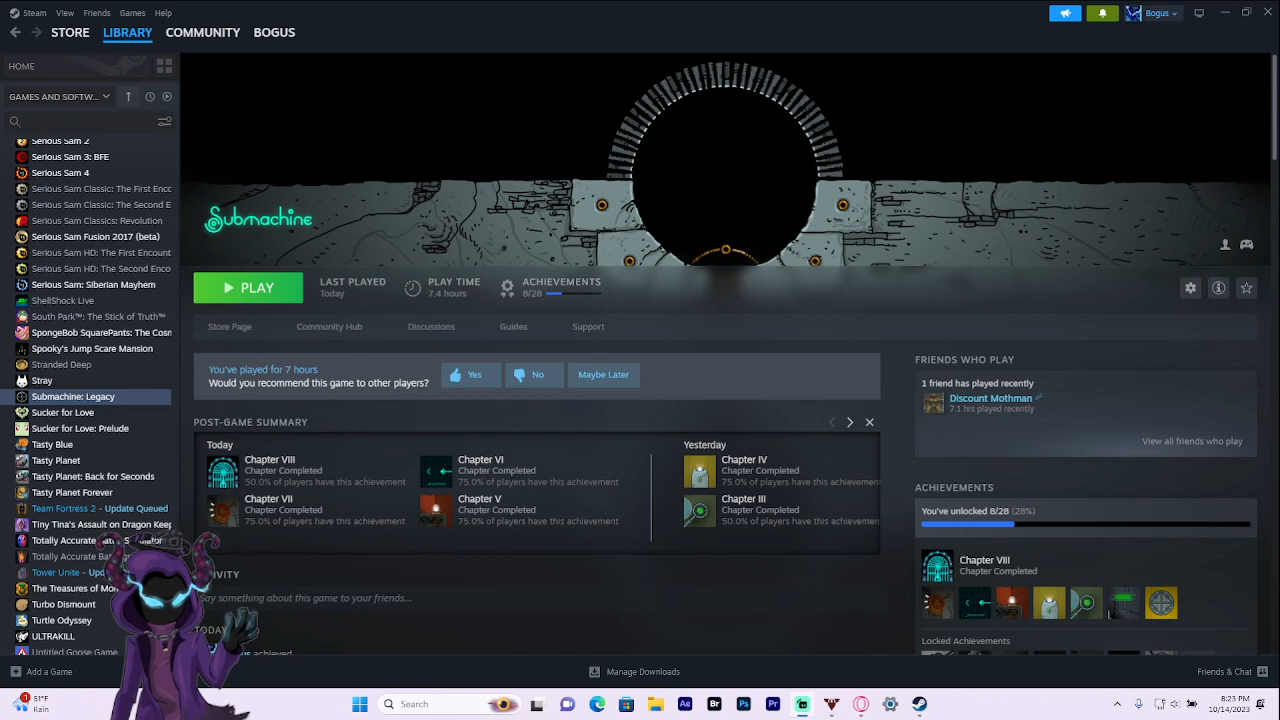 Steam View Friends Games Help
Bogus
STORE LIBRARY COMMUNITY BOGUS
HOME
GAMES AND SOFTW...
Serious Sam 2
Serious Sam 3: BFE
Serious Sam 4
Serious Sam Classic: The First Enco
Serious Sam Classic: The Second
Serious Sam Classics: Revolution
Serious Sam Fusion 2017 (beta)
Serious Sam HD: The First Encount
Serious Sam HD: The Second Enco
Serious Sam: Siberian Mayhem
ShellShock Live
South Park™: The Stick of Truth™
SpongeBob SquarePants: The Cosm
Spooky's Jump Scare Mansion
Stranded Deep
Stray
Submachine: Legacy
Sucker for Love
Sucker for Love: Prelude
Tasty Blue
Tasty Planet
Tasty Planet: Back for Seconds
Tasty Planet Forever
Team Fortress 2 - Update Queued
Tiny Tina's Assault on Dragon Keep
Totally Accurate Battle Simulator
Totally Accurate
Tower Unite - Upd
The Treasures of Mo
Turbo Dismount
Turtle Odyssey
ULTRAKILL
Untitled Goose Game
Add a Game
Submachine
PLAY
LAST PLAYED
Today
PLAY TIME
7.4 hours
ACHIEVEMENTS
8/28
Store Page Community Hub Discussions Guides Support
You've played for 7 hours
Would you recommend this game to other players?
Yes No Maybe Later
POST-GAME SUMMARY
Today
Chapter VIII
Chapter Completed
50.0% of players have this achievement
Chapter VI
Chapter Completed
75.0% of players have this achievement
Chapter VII
Chapter Completed
75.0% of players have this achievement
Chapter V
Chapter Completed
75.0% of players have this achievement
Yesterday
Chapter IV
Chapter Completed
75.0% of players have this achievement
Chapter III
Chapter Completed
50.0% of players have this achievement
TIVITY
Say something about this game to your friends...
TODAY
achieved
FRIENDS WHO PLAY
1 friend has played recently
Discount Mothman
7.1 hrs played recently
View all friends who play
ACHIEVEMENTS
You've unlocked 8/28 (28%)
Chapter VIII
Chapter Completed
Locked Achievements
Manage Downloads
Friends & Chat
71°F
Rain
Search
Ae Br Ps Pr
8:29 PM
10/14/2023